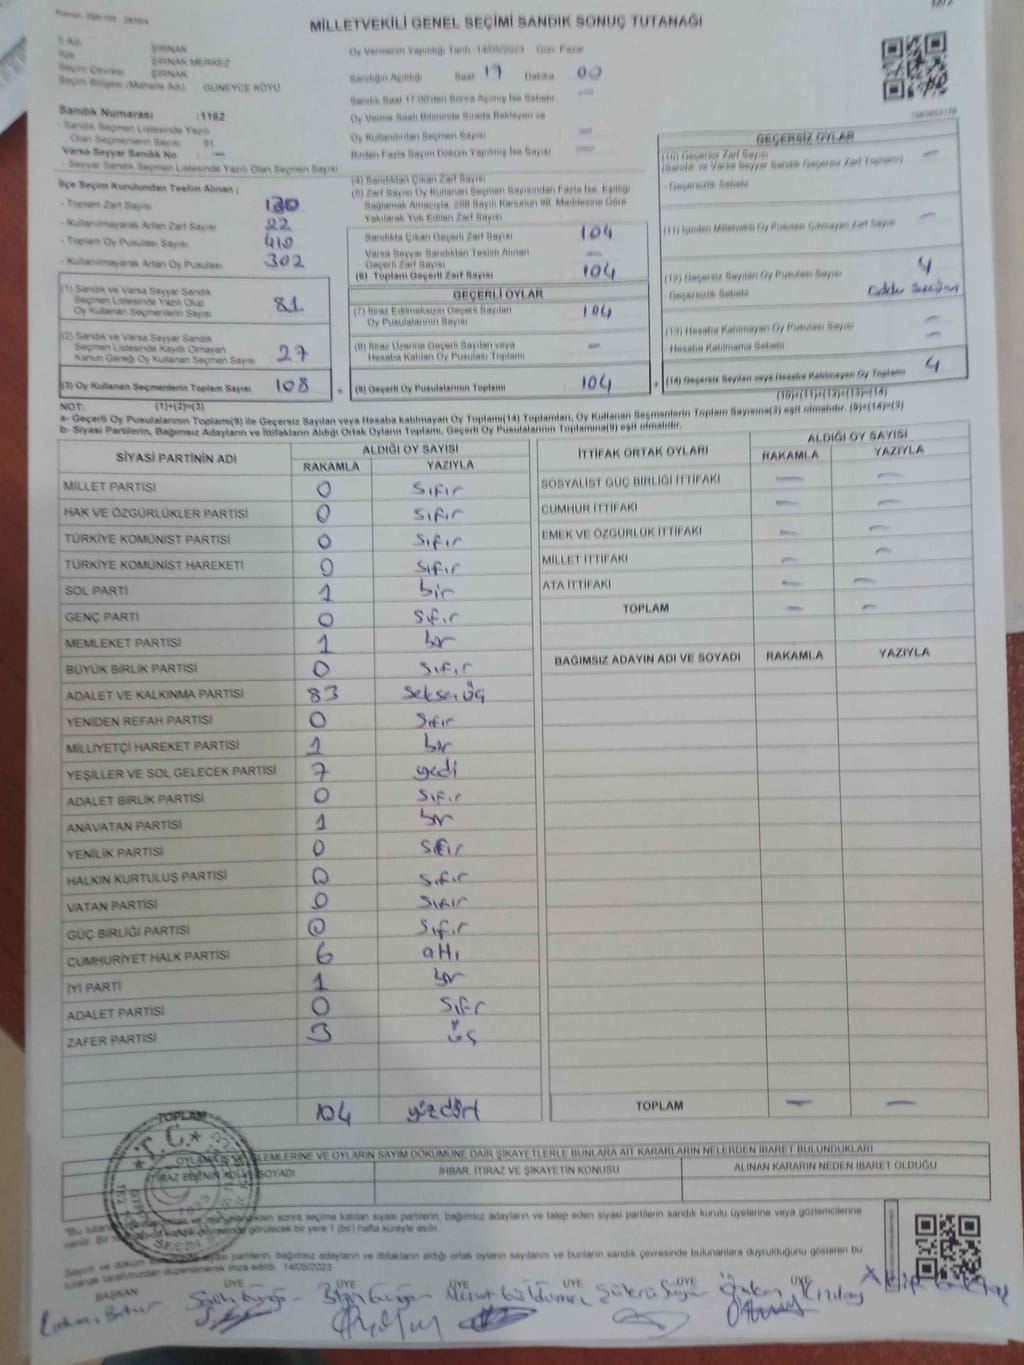 MİLLETVEKİLİ GENEL SEÇİMİ SANDIK SONUÇ TUTANAĞI
ŞIRNAK
İlçe ŞIRNAK MERKEZ
Seçim Çevresi ŞIRNAK
Seçim Bölgesi (Mahalle Adı) GÜNEYCE KÖYÜ
Sandık Numarası :1162
- Sandık Seçmen Listesinde Yazılı
Olan Seçmenlerin Sayısı
Varsa Seyyar Sandık No : —
- Seyyar Sandık Seçmen Listesinde Yazılı Olan Seçmen Sayısı
Oy Vermenin Yapıldığı Tarih :14/05/2023 Gün: Pazar
Sandığın Açıldığı Saat 17 Dakika 00
Sandık Saat 17.00'den Sonra Açılmış İse Sebebi —
Oy Verme Saati Bitiminde Sırada Bekleyen ve
Oy Kullandırılan Seçmen Sayısı —
Birden Fazla Sayım Döküm Yapılmış İse Sayısı —
İlçe Seçim Kurulundan Teslim Alınan :
- Toplam Zarf Sayısı 130
- Kullanılmayarak Artan Zarf Sayısı 22
- Toplam Oy Pusulası Sayısı 410
- Kullanılmayarak Artan Oy Pusulası 302
(1) Sandık ve Varsa Seyyar Sandık
Seçmen Listesinde Yazılı Olup
Oy Kullanan Seçmenlerin Sayısı 81
(2) Sandık ve Varsa Seyyar Sandık
Seçmen Listesinde Kaydı Olmayan
Kanun Gereği Oy Kullanan Seçmen Sayısı 27
(3) Oy Kullanan Seçmenlerin Toplam Sayısı 108
(4) Sandıktan Çıkan Zarf Sayısı
(5) Zarf Sayısı Oy Kullanan Seçmen Sayısından Fazla İse, Eşitliği
Sağlamak Amacıyla, 298 Sayılı Kanunun 98. Maddesine Göre
Yakılarak Yok Edilen Zarf Sayısı
Sandıkta Çıkan Geçerli Zarf Sayısı 104
Varsa Seyyar Sandıktan Teslim Alınan
Geçerli Zarf Sayısı —
(6) Toplam Geçerli Zarf Sayısı 104
GEÇERLİ OYLAR
(7) İtiraz Edilmeksizin Geçerli Sayılan
Oy Pusulalarının Sayısı 104
(8) İtiraz Üzerine Geçerli Sayılan veya
Hesaba Katılan Oy Pusulası Toplamı —
= (9) Geçerli Oy Pusulalarının Toplamı 104
GEÇERSİZ OYLAR
(10) Geçersiz Zarf Sayısı —
(Sandık ve Varsa Seyyar Sandık Geçersiz Zarf Toplamı)
- Geçersizlik Sebebi
(11) İçinden Milletvekili Oy Pusulası Çıkmayan Zarf Sayısı —
(12) Geçersiz Sayılan Oy Pusulası Sayısı 4
- Geçersizlik Sebebi
(13) Hesaba Katılmayan Oy Pusulası Sayısı —
- Hesaba Katılmama Sebebi —
+ (14) Geçersiz Sayılan veya Hesaba Katılmayan Oy Toplamı 4
(10)+(11)+(12)+(13)=(14)
NOT: (1)+(2)=(3)
a- Geçerli Oy Pusulalarının Toplamı(9) ile Geçersiz Sayılan veya Hesaba katılmayan Oy Toplamı(14) Toplamları, Oy Kullanan Seçmenlerin Toplam Sayısına(3) eşit olmalıdır. (9)+(14)=(3)
b- Siyasi Partilerin, Bağımsız Adayların ve İttifakların Aldığı Ortak Oyların Toplamı, Geçerli Oy Pusulalarının Toplamına(9) eşit olmalıdır.
SİYASİ PARTİNİN ADI ALDIĞI OY SAYISI
RAKAMLA YAZIYLA
MİLLET PARTİSİ 0 Sıfır
HAK VE ÖZGÜRLÜKLER PARTİSİ 0 Sıfır
TÜRKİYE KOMÜNİST PARTİSİ 0 Sıfır
TÜRKİYE KOMÜNİST HAREKETİ 0 Sıfır
SOL PARTİ 1 bir
GENÇ PARTİ 0 Sıfır
MEMLEKET PARTİSİ 1 bir
BÜYÜK BİRLİK PARTİSİ 0 Sıfır
ADALET VE KALKINMA PARTİSİ 83 Seksenüç
YENİDEN REFAH PARTİSİ 0 Sıfır
MİLLİYETÇİ HAREKET PARTİSİ 1 bir
YEŞİLLER VE SOL GELECEK PARTİSİ 7 yedi
ADALET BİRLİK PARTİSİ 0 Sıfır
ANAVATAN PARTİSİ 1 bir
YENİLİK PARTİSİ 0 Sıfır
HALKIN KURTULUŞ PARTİSİ 0 Sıfır
VATAN PARTİSİ 0 Sıfır
GÜÇ BİRLİĞİ PARTİSİ 0 Sıfır
CUMHURİYET HALK PARTİSİ 6 altı
İYİ PARTİ 1 bir
ADALET PARTİSİ 0 Sıfır
ZAFER PARTİSİ 3 üç
TOPLAM 104 yüzdört
İTTİFAK ORTAK OYLARI ALDIĞI OY SAYISI
RAKAMLA YAZIYLA
SOSYALİST GÜÇ BİRLİĞİ İTTİFAKI — —
CUMHUR İTTİFAKI — —
EMEK VE ÖZGÜRLÜK İTTİFAKI — —
MİLLET İTTİFAKI — —
ATA İTTİFAKI — —
TOPLAM — —
BAĞIMSIZ ADAYIN ADI VE SOYADI RAKAMLA YAZIYLA
TOPLAM — —
OYLAMA İŞLEMLERİNE VE OYLARIN SAYIM DÖKÜMÜNE DAİR ŞİKAYETLERLE BUNLARA AİT KARARLARIN NELERDEN İBARET BULUNDUKLARI
İTİRAZ EDENİN ADI SOYADI İHBAR, İTİRAZ VE ŞİKAYETİN KONUSU ALINAN KARARIN NEDEN İBARET OLDUĞU
T.C.
sonra seçime katılan siyasi partilerin, bağımsız adayların ve talep eden siyasi partilerin sandık kurulu üyelerine veya gözlemcilerine
görülecek bir yere 1 (bir) hafta süreyle asılır.
Sayım ve döküm siyasi partilerin, bağımsız adayların ve ittifakların aldığı ortak oyların sayılarını ve bunların sandık çevresinde bulunanlara duyurulduğunu gösteren bu
tutanak tarafımızdan düzenlenerek imza edildi. 14/05/2023
BAŞKAN ÜYE ÜYE ÜYE ÜYE ÜYE ÜYE